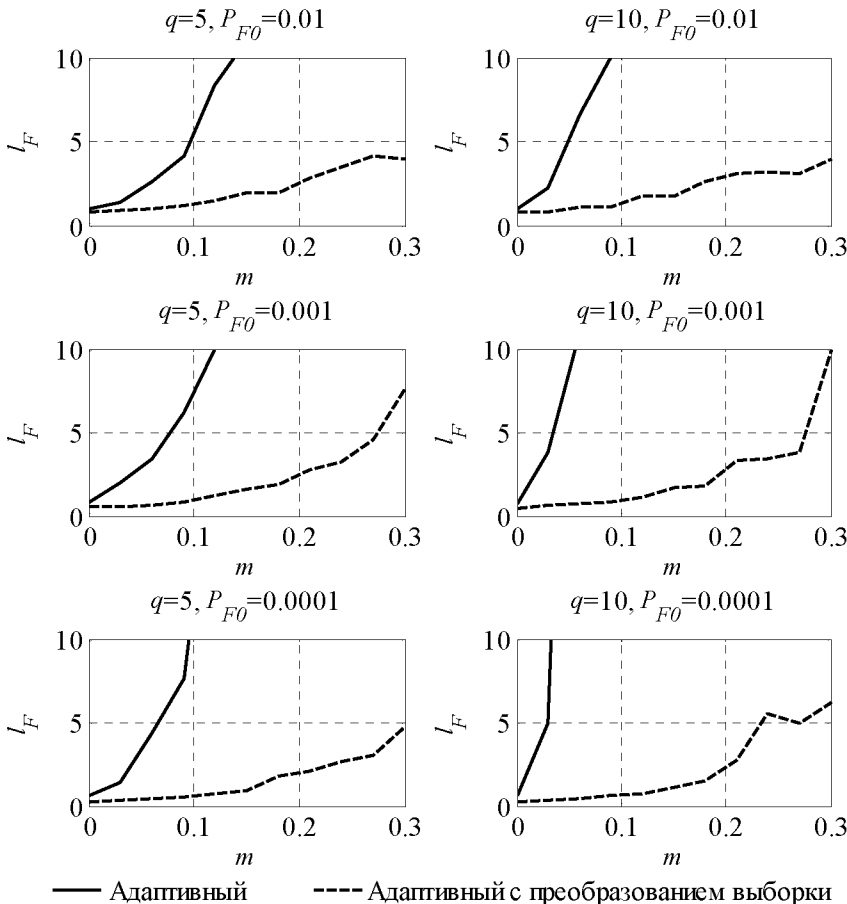 q=5, P_F0=0.01
10
5
0
l_F
0 0.1 0.2 0.3
m
q=10, P_F0=0.01
10
5
0
l_F
0 0.1 0.2 0.3
m
q=5, P_F0=0.001
10
5
0
l_F
0 0.1 0.2 0.3
m
q=10, P_F0=0.001
10
5
0
l_F
0 0.1 0.2 0.3
m
q=5, P_F0=0.0001
10
5
0
l_F
0 0.1 0.2 0.3
m
q=10, P_F0=0.0001
10
5
0
l_F
0 0.1 0.2 0.3
m
Адаптивный
Адаптивный с преобразованием выборки